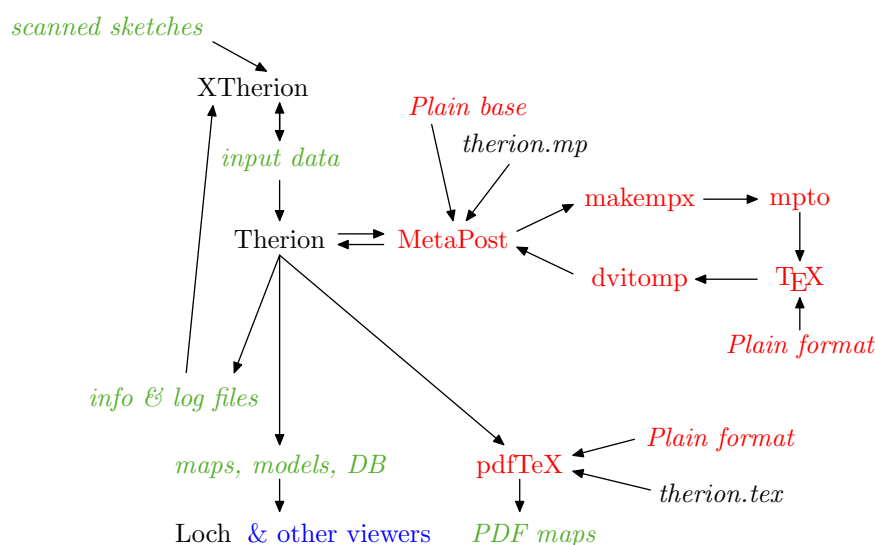 scanned sketches
XTherion
Plain base
therion.mp
input data
makempx
mpto
Therion
MetaPost
dvitomp
TEX
Plain format
info & log files
Plain format
maps, models, DB
pdfTeX
therion.tex
Loch & other viewers
PDF maps